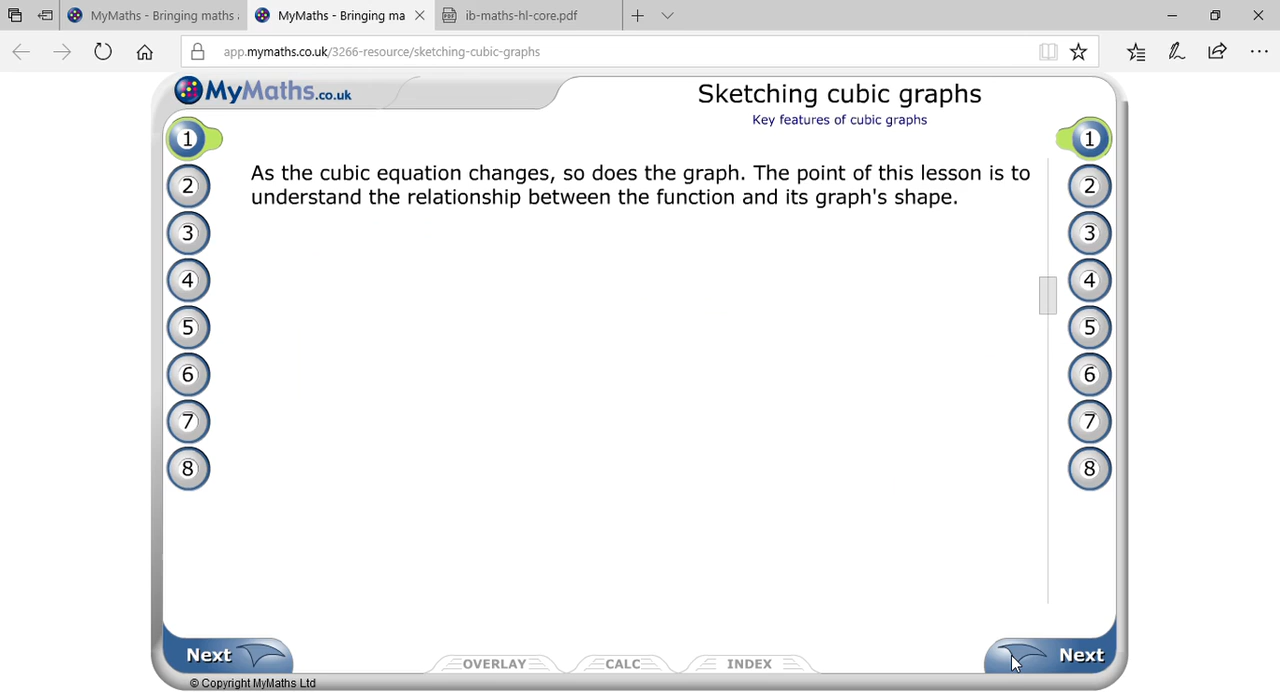 MyMaths - Bringing maths
MyMaths - Bringing ma
ib-maths-hl-core.pdf
app.mymaths.co.uk/3266-resource/sketching-cubic-graphs
MyMaths.co.uk
Sketching cubic graphs
Key features of cubic graphs
As the cubic equation changes, so does the graph. The point of this lesson is to
understand the relationship between the function and its graph's shape.
1
2
3
4
5
6
7
8
1
2
3
4
5
6
7
8
Next
OVERLAY
CALC
INDEX
Next
© Copyright MyMaths Ltd